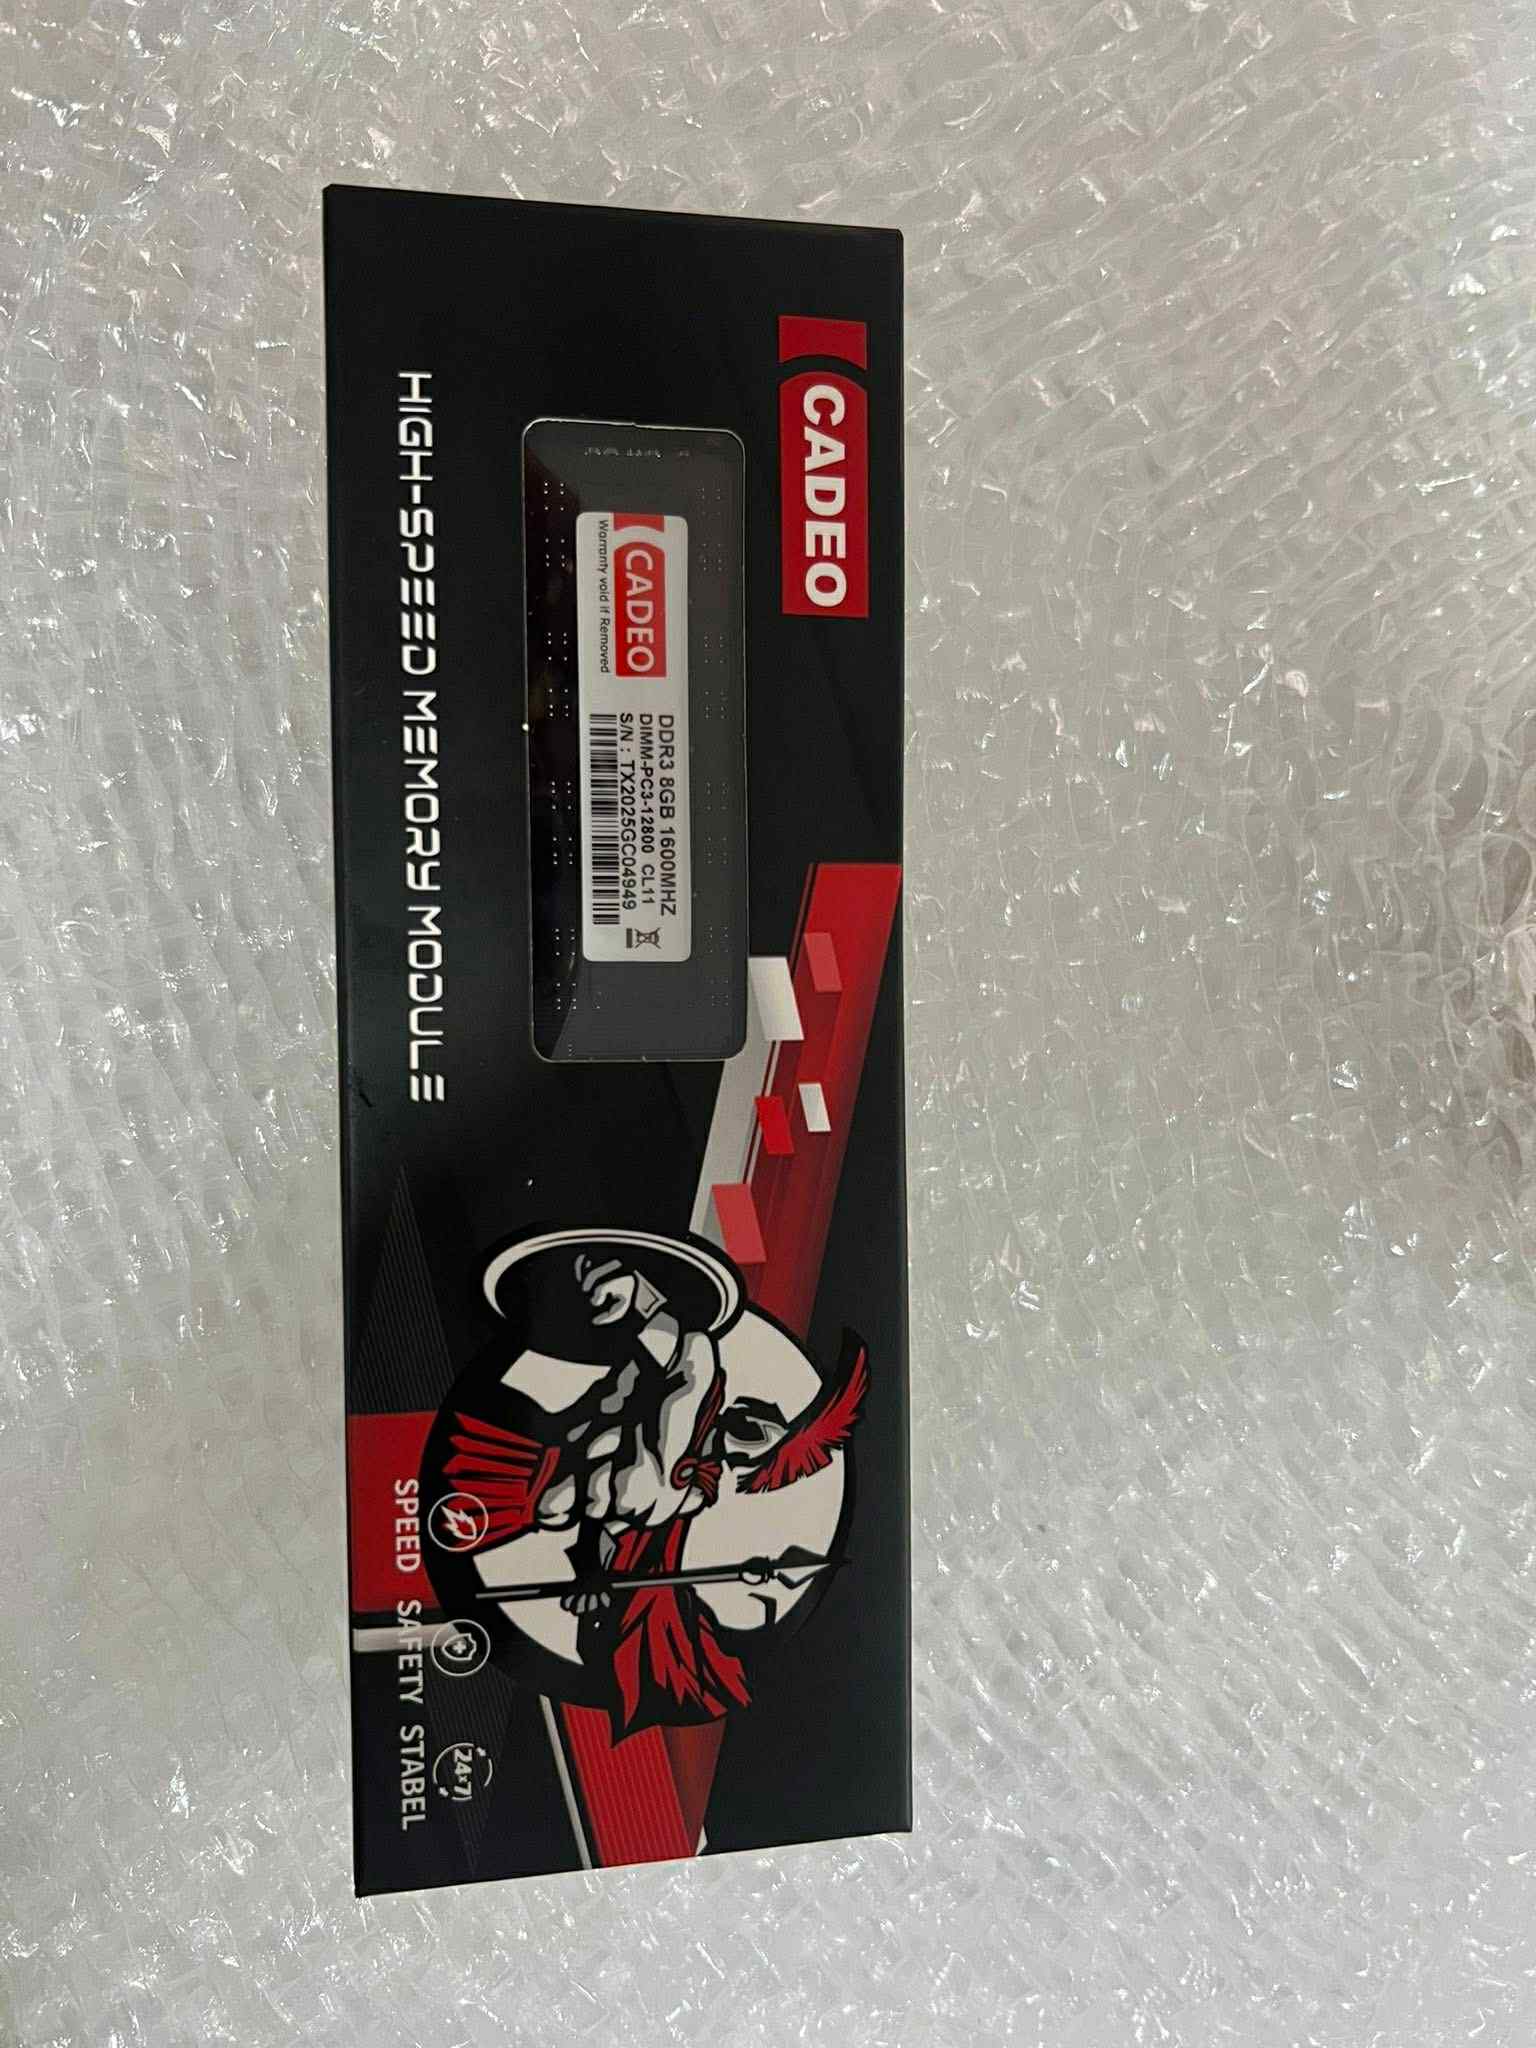 CADEO
CADEO
Warranty void if Removed
DDR3 8GB 1600MHZ
DIMM-PC3-12800 CL11
S/N : TX2025GC04949
HIGH-SPEED MEMORY MODULE
24×7
SPEED SAFETY STABEL